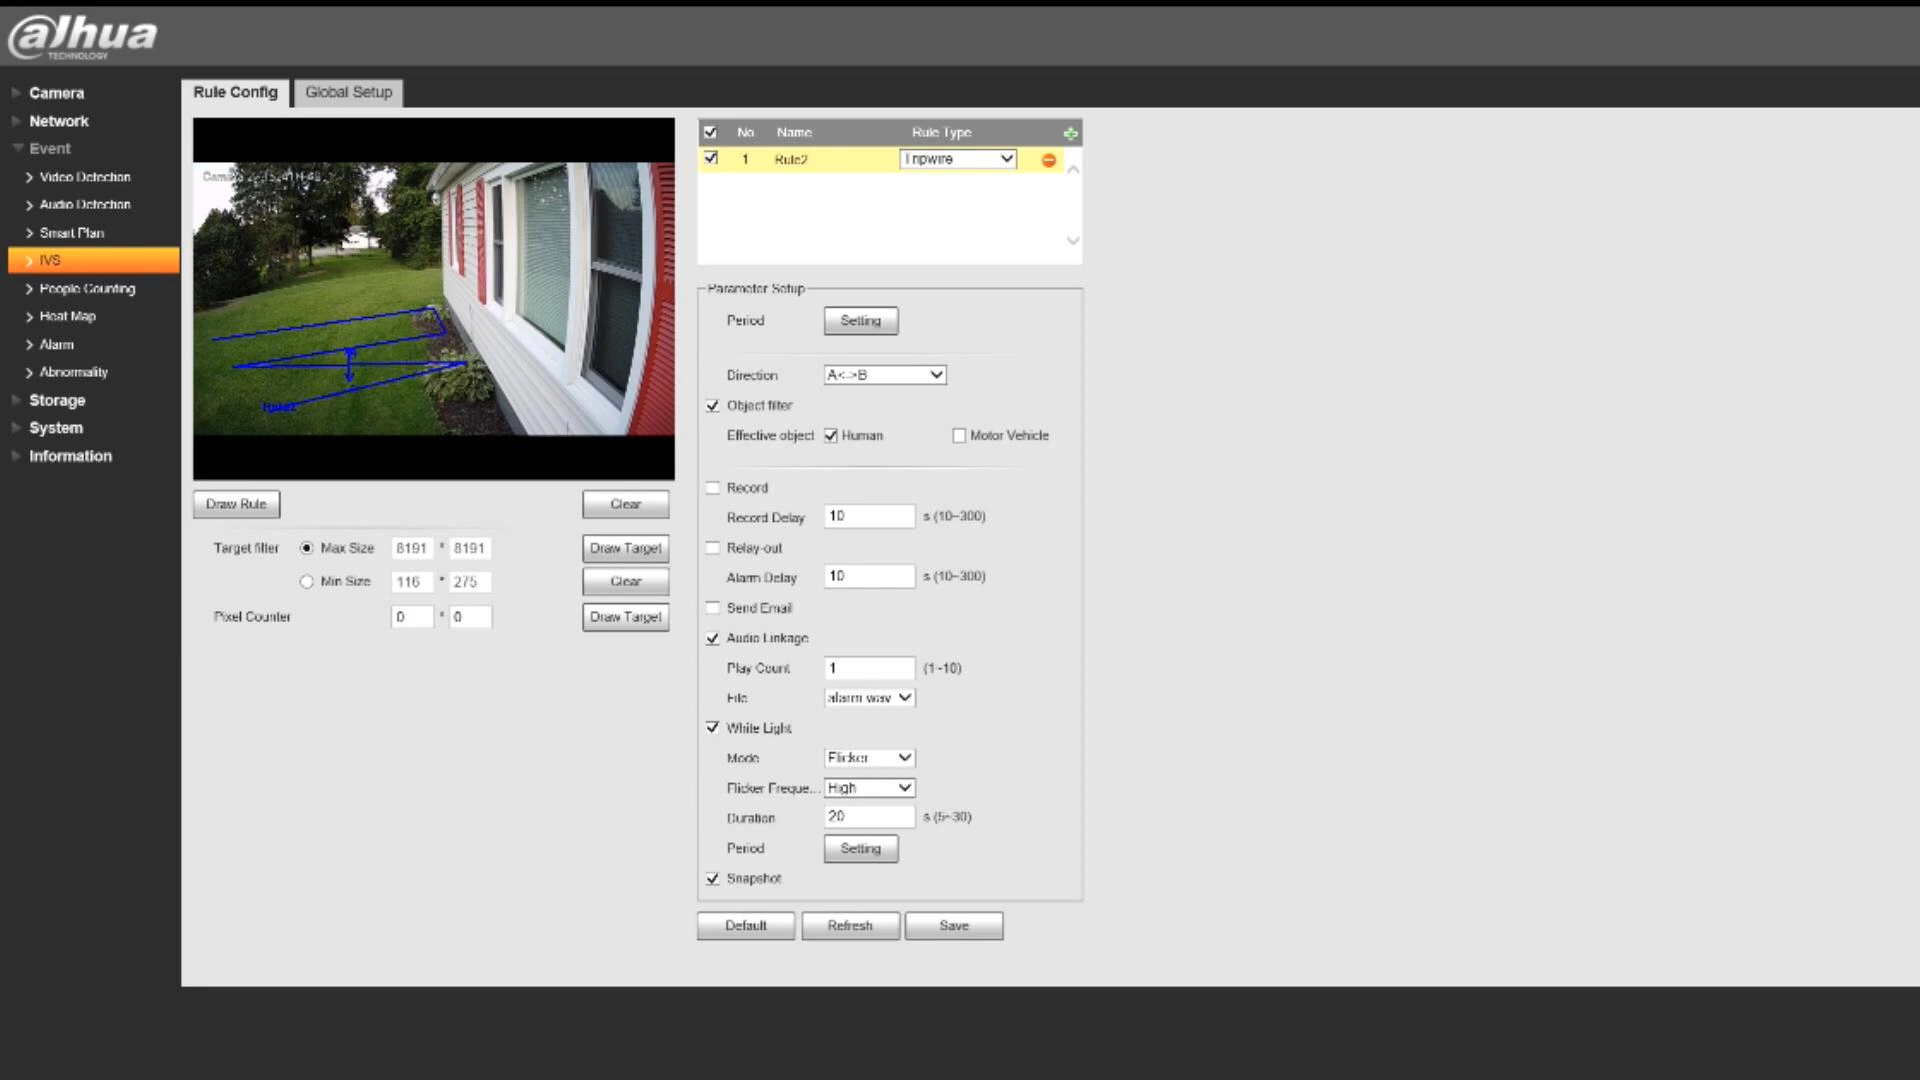 alhua
TECHNOLOGY
Camera
Network
Event
Video Detection
Audio Detection
Smart Plan
IVS
People Counting
Heat Map
Alarm
Abnormality
Storage
System
Information
Rule Config
Global Setup
Rule2
Draw Rule
Clear
Target filter
Max Size
8191 * 8191
Draw Target
Min Size
116 * 275
Clear
Pixel Counter
0 * 0
Draw Target
No. Name Rule Type
1 Rule2 Tripwire
Parameter Setup
Period
Setting
Direction
A<->B
Object filter
Effective object
Human
Motor Vehicle
Record
Record Delay
10
s (10~300)
Relay-out
Alarm Delay
10
s (10~300)
Send Email
Audio Linkage
Play Count
1
(1~10)
File
alarm.wav
White Light
Mode
Flicker
Flicker Freque...
High
Duration
20
s (5~30)
Period
Setting
Snapshot
Default
Refresh
Save